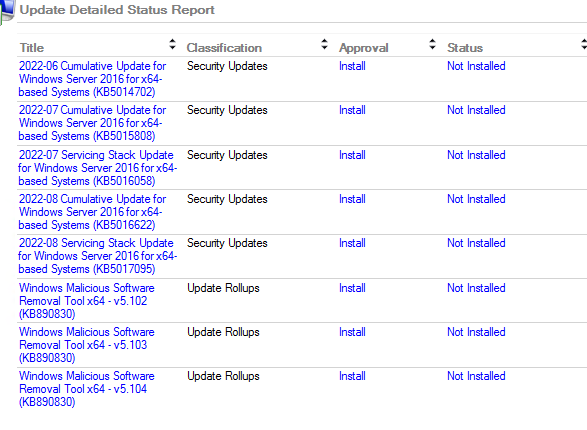 Update Detailed Status Report
Title Classification Approval Status
2022-06 Cumulative Update for Security Updates Install Not Installed
Windows Server 2016 for x64-
based Systems (KB5014702)
2022-07 Cumulative Update for Security Updates Install Not Installed
Windows Server 2016 for x64-
based Systems (KB5015808)
2022-07 Servicing Stack Update Security Updates Install Not Installed
for Windows Server 2016 for x64-
based Systems (KB5016058)
2022-08 Cumulative Update for Security Updates Install Not Installed
Windows Server 2016 for x64-
based Systems (KB5016622)
2022-08 Servicing Stack Update Security Updates Install Not Installed
for Windows Server 2016 for x64-
based Systems (KB5017095)
Windows Malicious Software Update Rollups Install Not Installed
Removal Tool x64 - v5.102
(KB890830)
Windows Malicious Software Update Rollups Install Not Installed
Removal Tool x64 - v5.103
(KB890830)
Windows Malicious Software Update Rollups Install Not Installed
Removal Tool x64 - v5.104
(KB890830)